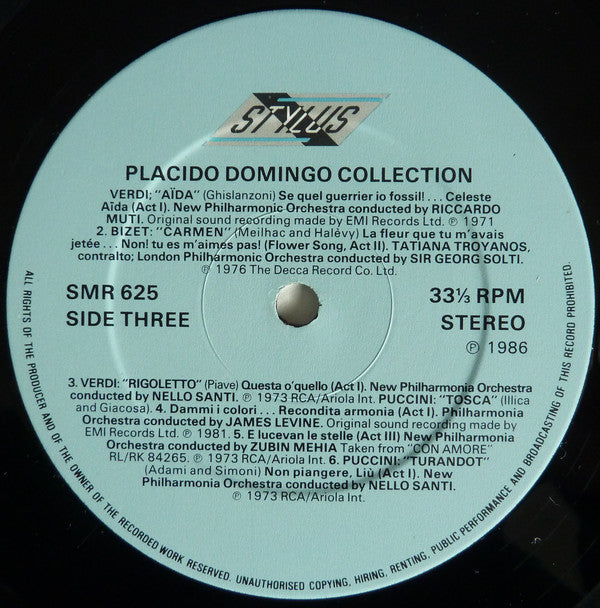 STYLUS
PLACIDO DOMINGO COLLECTION
VERDI; "AÏDA" (Ghislanzoni) Se quel guerrier io fossi!... Celeste
Aïda (Act I). New Philharmonic Orchestra conducted by RICCARDO
MUTI. Original sound recording made by EMI Records Ltd. ℗ 1971
2. BIZET: "CARMEN" (Meilhac and Halévy) La fleur que tu m'avais
jetée... Non! tu es m'aimes pas! (Flower Song, Act II). TATIANA TROYANOS,
contralto; London Philharmonic Orchestra conducted by SIR GEORG SOLTI.
℗ 1976 The Decca Record Co. Ltd.
SMR 625
SIDE THREE
33⅓ RPM
STEREO
℗ 1986
3. VERDI: "RIGOLETTO" (Piave) Questa o'quello (Act I). New Philharmonia Orchestra
conducted by NELLO SANTI. ℗ 1973 RCA/Ariola Int. PUCCINI: "TOSCA" (Illica
and Giacosa). 4. Dammi i colori... Recondita armonia (Act I). Philharmonia
Orchestra conducted by JAMES LEVINE. Original sound recording made by
EMI Records Ltd. ℗ 1981. 5. E lucevan le stelle (Act III) New Philharmonia
Orchestra conducted by ZUBIN MEHIA Taken from "CON AMORE"
RL/RK 84265. ℗ 1973 RCA/Ariola Int. 6. PUCCINI: "TURANDOT"
(Adami and Simoni) Non piangere, Liù (Act I). New
Philharmonia Orchestra conducted by NELLO SANTI.
℗ 1973 RCA/Ariola Int.
ALL RIGHTS OF THE PRODUCER AND OF THE OWNER OF THE RECORDED WORK RESERVED. UNAUTHORISED COPYING, HIRING, RENTING, PUBLIC PERFORMANCE AND BROADCASTING OF THIS RECORD PROHIBITED.